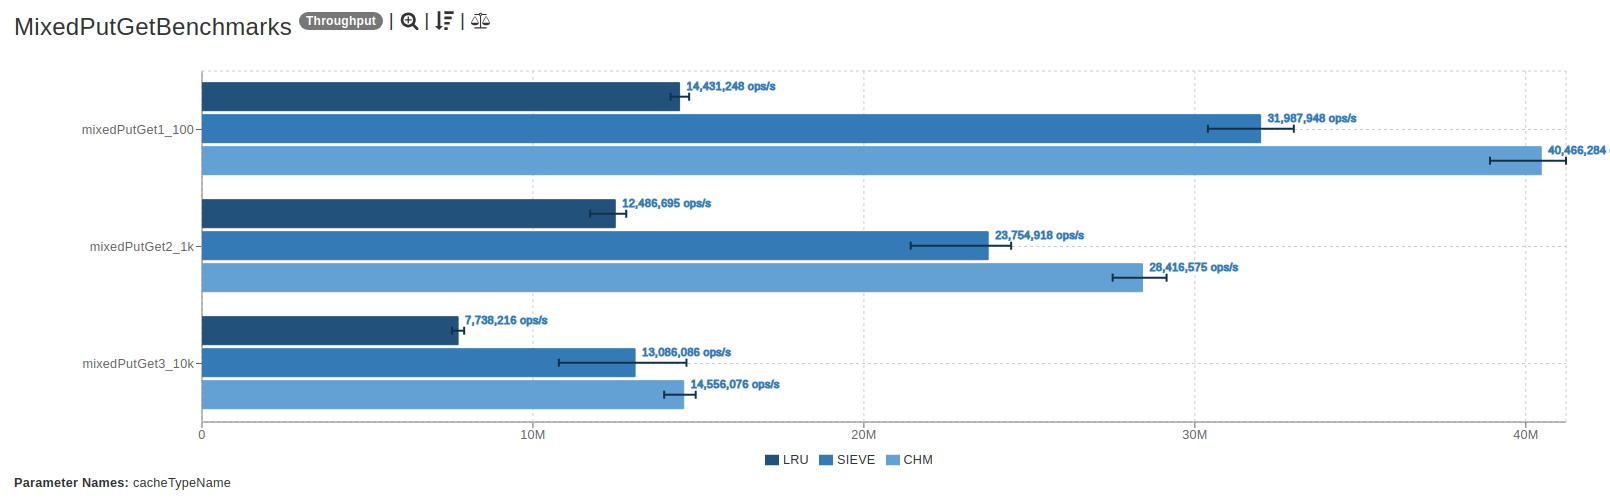 MixedPutGetBenchmarks Throughput | | |
14,431,248 ops/s
mixedPutGet1_100
31,987,948 ops/s
40,466,284
12,486,695 ops/s
mixedPutGet2_1k
23,754,918 ops/s
28,416,575 ops/s
7,738,216 ops/s
mixedPutGet3_10k
13,086,086 ops/s
14,556,076 ops/s
0 10M 20M 30M 40M
LRU SIEVE CHM
Parameter Names: cacheTypeName